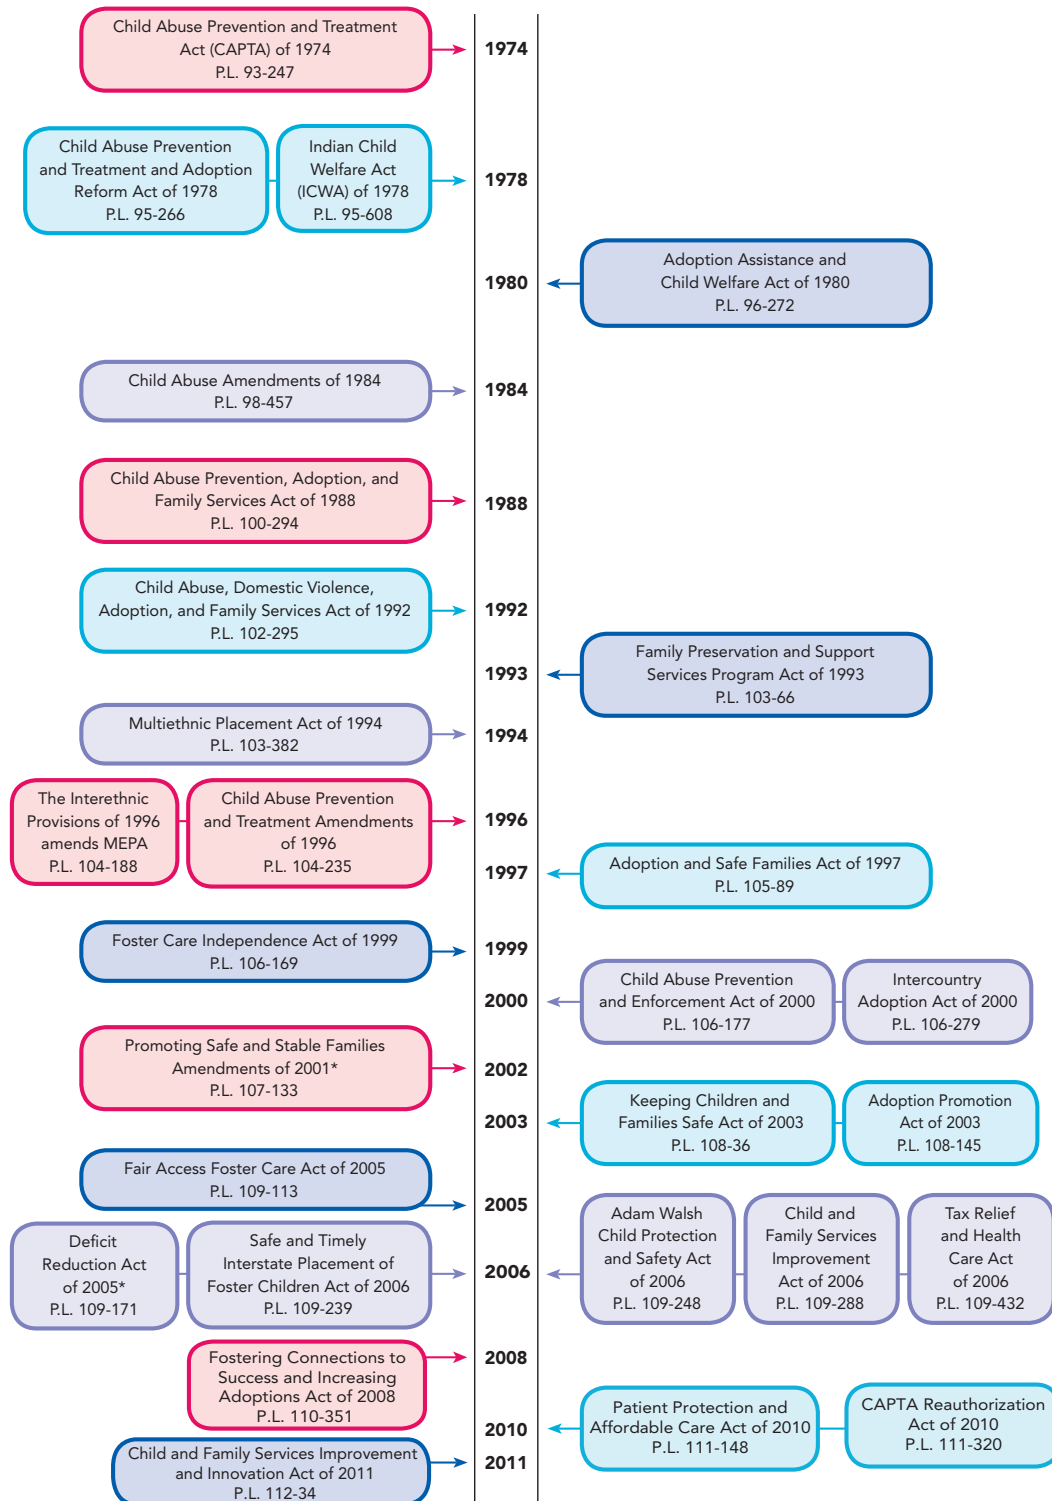 Child Abuse Prevention and Treatment
Act (CAPTA) of 1974
P.L. 93-247
1974
Child Abuse Prevention
and Treatment and Adoption
Reform Act of 1978
P.L. 95-266
Indian Child
Welfare Act
(ICWA) of 1978
P.L. 95-608
1978
1980
Adoption Assistance and
Child Welfare Act of 1980
P.L. 96-272
Child Abuse Amendments of 1984
P.L. 98-457
1984
Child Abuse Prevention, Adoption, and
Family Services Act of 1988
P.L. 100-294
1988
Child Abuse, Domestic Violence,
Adoption, and Family Services Act of 1992
P.L. 102-295
1992
1993
Family Preservation and Support
Services Program Act of 1993
P.L. 103-66
Multiethnic Placement Act of 1994
P.L. 103-382
1994
The Interethnic
Provisions of 1996
amends MEPA
P.L. 104-188
Child Abuse Prevention
and Treatment Amendments
of 1996
P.L. 104-235
1996
1997
Adoption and Safe Families Act of 1997
P.L. 105-89
Foster Care Independence Act of 1999
P.L. 106-169
1999
2000
Child Abuse Prevention
and Enforcement Act of 2000
P.L. 106-177
Intercountry
Adoption Act of 2000
P.L. 106-279
Promoting Safe and Stable Families
Amendments of 2001*
P.L. 107-133
2002
2003
Keeping Children and
Families Safe Act of 2003
P.L. 108-36
Adoption Promotion
Act of 2003
P.L. 108-145
Fair Access Foster Care Act of 2005
P.L. 109-113
2005
Deficit
Reduction Act
of 2005*
P.L. 109-171
Safe and Timely
Interstate Placement of
Foster Children Act of 2006
P.L. 109-239
2006
Adam Walsh
Child Protection
and Safety Act
of 2006
P.L. 109-248
Child and
Family Services
Improvement
Act of 2006
P.L. 109-288
Tax Relief
and Health
Care Act
of 2006
P.L. 109-432
Fostering Connections to
Success and Increasing
Adoptions Act of 2008
P.L. 110-351
2008
2010
Patient Protection and
Affordable Care Act of 2010
P.L. 111-148
CAPTA Reauthorization
Act of 2010
P.L. 111-320
Child and Family Services Improvement
and Innovation Act of 2011
P.L. 112-34
2011